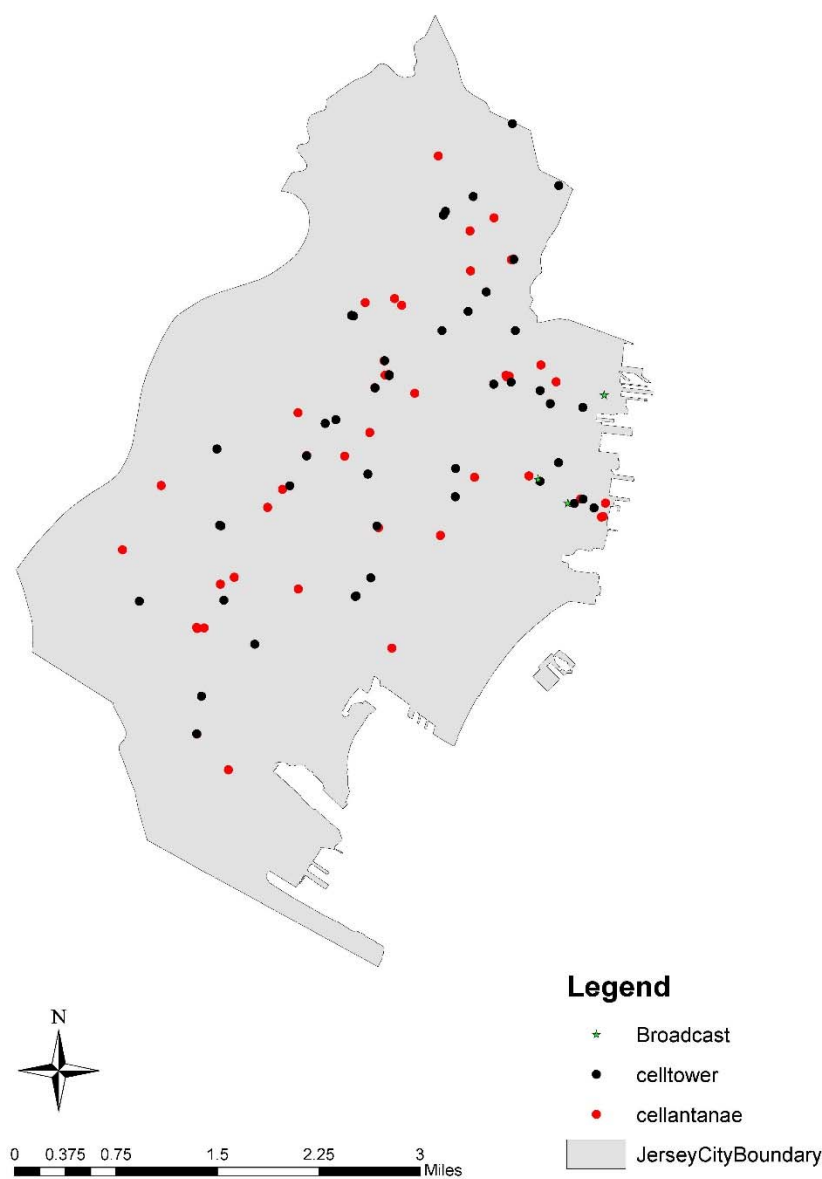 Legend
N
Broadcast
celltower
cellantanae
JerseyCityBoundary
0 0.375 0.75 1.5 2.25 3
Miles